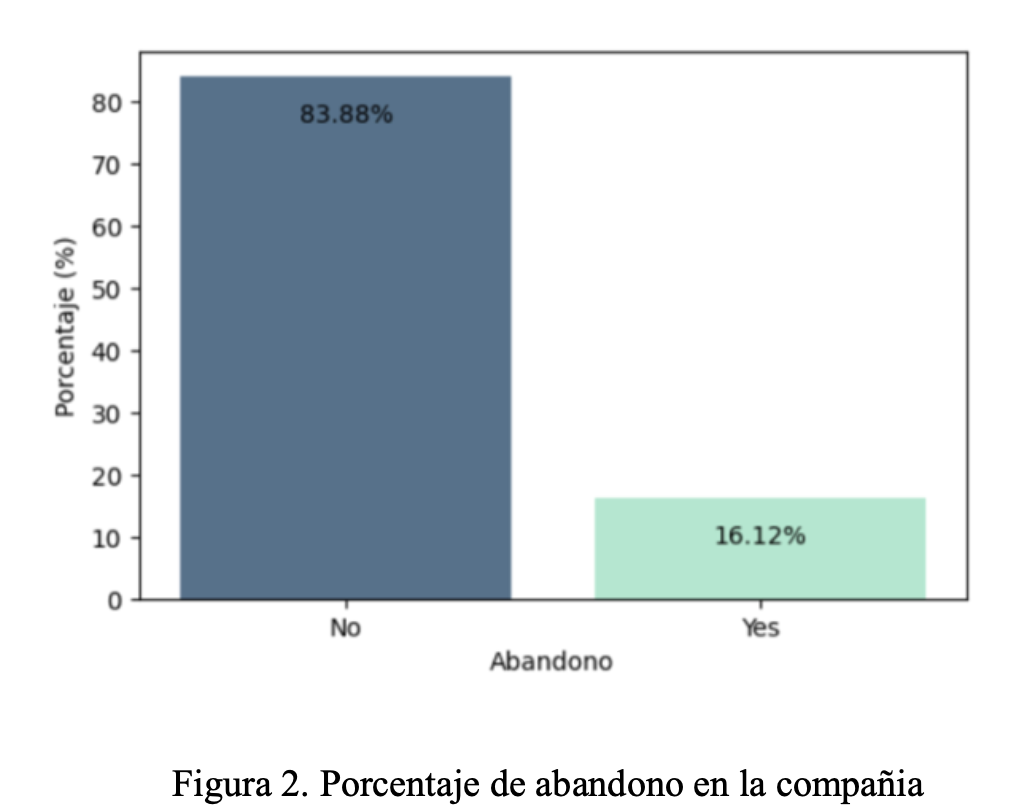 83.88%
16.12%
Porcentaje (%)
80
70
60
50
40
30
20
10
0
No
Yes
Abandono
Figura 2. Porcentaje de abandono en la compañia